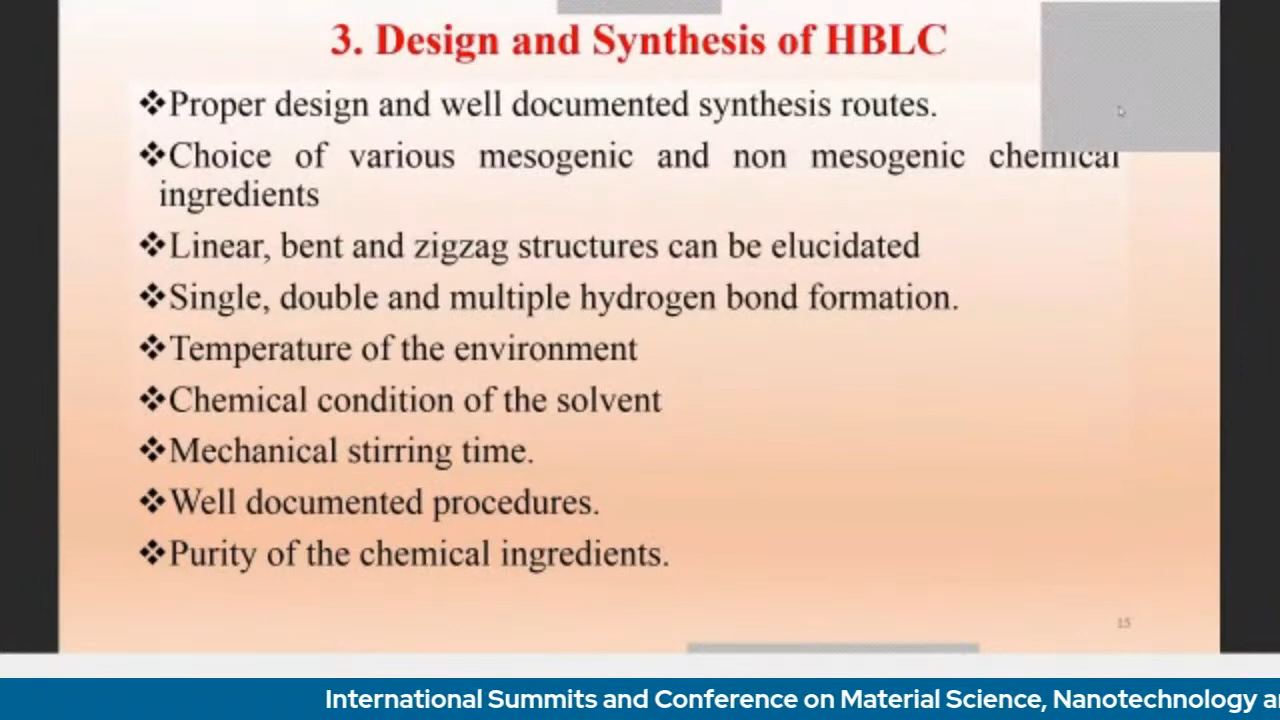 3. Design and Synthesis of HBLC
❖Proper design and well documented synthesis routes.
❖Choice of various mesogenic and non mesogenic chemical
ingredients
❖Linear, bent and zigzag structures can be elucidated
❖Single, double and multiple hydrogen bond formation.
❖Temperature of the environment
❖Chemical condition of the solvent
❖Mechanical stirring time.
❖Well documented procedures.
❖Purity of the chemical ingredients.
15
International Summits and Conference on Material Science, Nanotechnology a